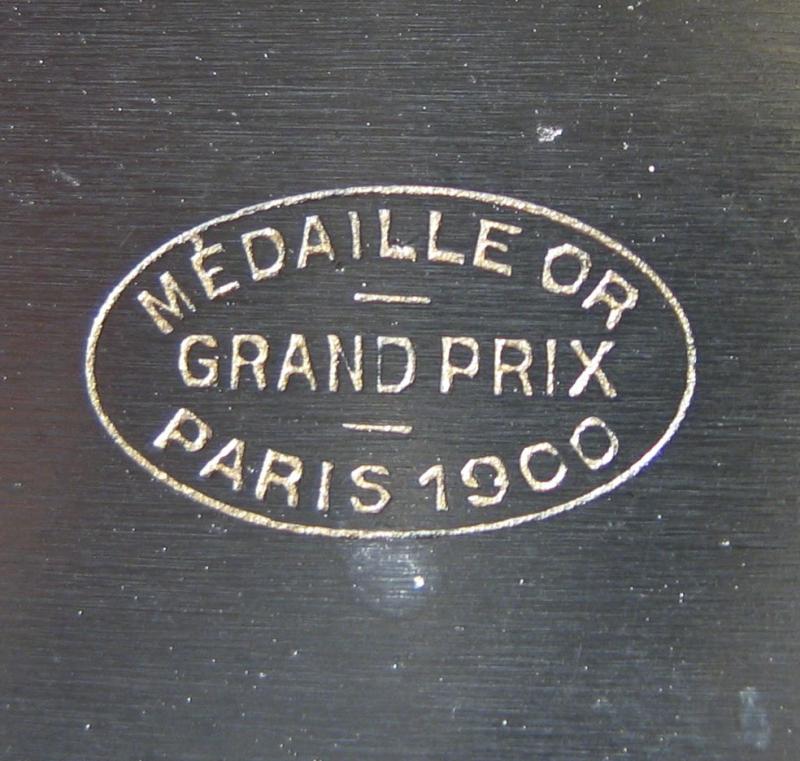 MÉDAILLE OR
GRAND PRIX
PARIS 1900